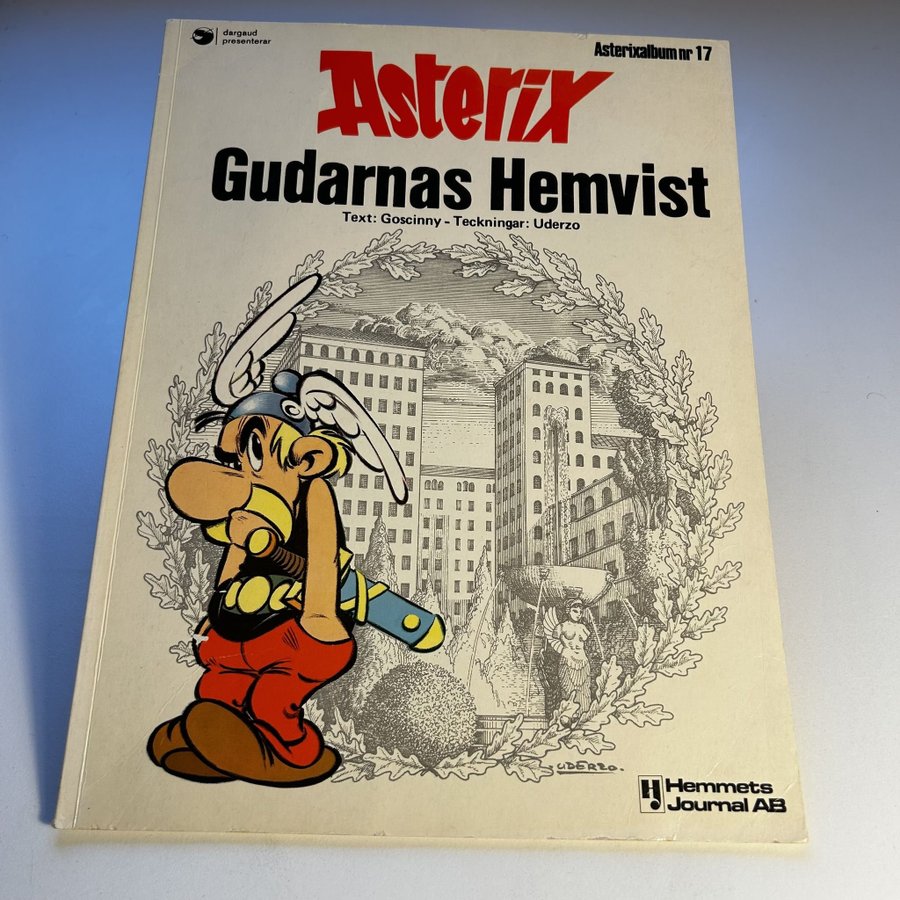 dargaud
presenterar
Asterixalbum nr 17
Asterix
Gudarnas Hemvist
Text: Goscinny - Teckningar: Uderzo
UDERZO.
H
Hemmets
Journal AB